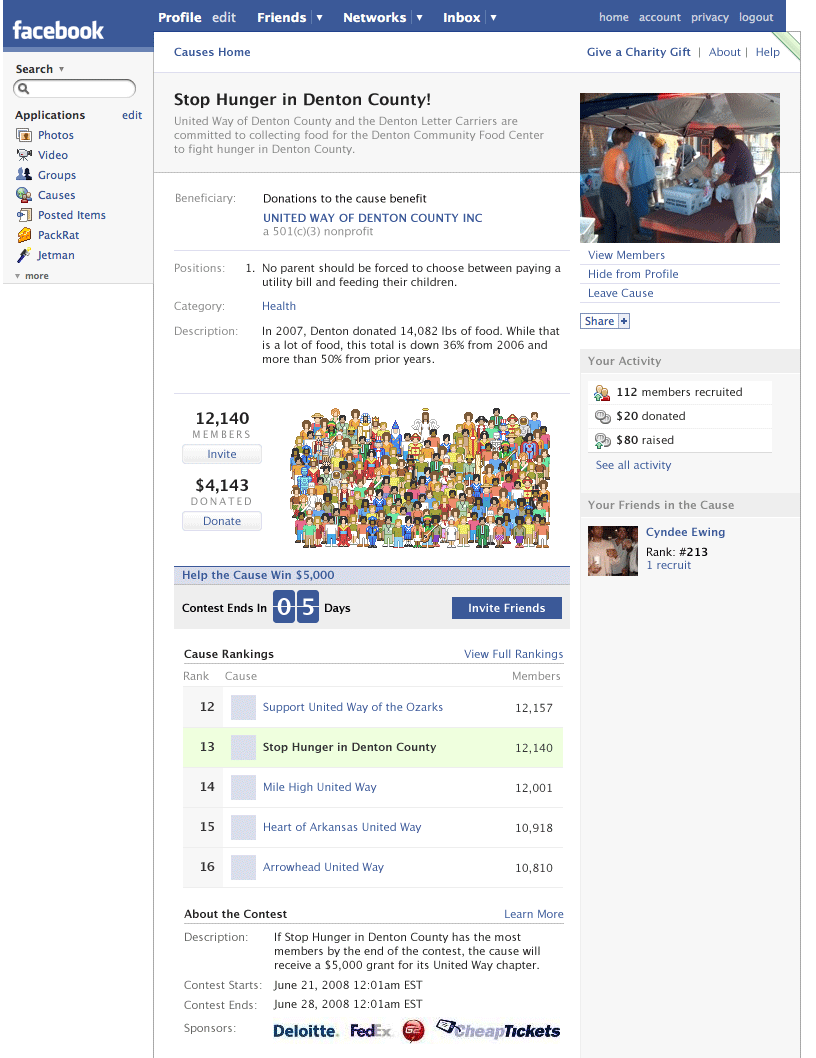 facebook
Profile edit Friends Networks Inbox
home account privacy logout
Search
Applications edit
Photos
Video
Groups
Causes
Posted Items
PackRat
Jetman
more
Causes Home
Give a Charity Gift | About | Help
Stop Hunger in Denton County!
United Way of Denton County and the Denton Letter Carriers are
committed to collecting food for the Denton Community Food Center
to fight hunger in Denton County.
Beneficiary: Donations to the cause benefit
UNITED WAY OF DENTON COUNTY INC
a 501(c)(3) nonprofit
Positions: 1. No parent should be forced to choose between paying a
utility bill and feeding their children.
Category: Health
Description: In 2007, Denton donated 14,082 lbs of food. While that
is a lot of food, this total is down 36% from 2006 and
more than 50% from prior years.
12,140
MEMBERS
Invite
$4,143
DONATED
Donate
Help the Cause Win $5,000
Contest Ends In 05 Days
Invite Friends
Cause Rankings View Full Rankings
Rank Cause Members
12 Support United Way of the Ozarks 12,157
13 Stop Hunger in Denton County 12,140
14 Mile High United Way 12,001
15 Heart of Arkansas United Way 10,918
16 Arrowhead United Way 10,810
About the Contest Learn More
Description: If Stop Hunger in Denton County has the most
members by the end of the contest, the cause will
receive a $5,000 grant for its United Way chapter.
Contest Starts: June 21, 2008 12:01am EST
Contest Ends: June 28, 2008 12:01am EST
Sponsors: Deloitte. FedEx CheapTickets
View Members
Hide from Profile
Leave Cause
Share +
Your Activity
112 members recruited
$20 donated
$80 raised
See all activity
Your Friends in the Cause
Cyndee Ewing
Rank: #213
1 recruit